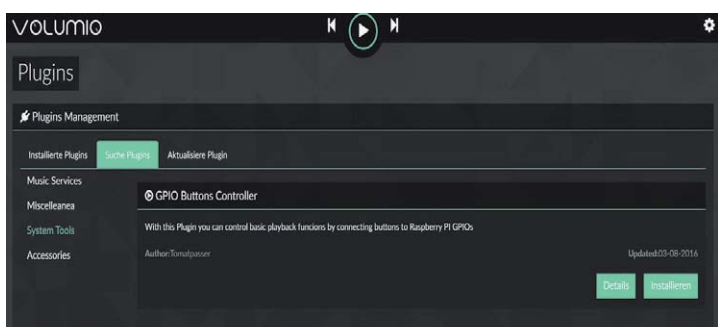 VOLUMIO
Plugins
Plugins Management
Installierte Plugins Suche Plugins Aktualisiere Plugin
Music Services
Miscelleanea
System Tools
Accessories
GPIO Buttons Controller
With this Plugin you can control basic playback funcions by connecting buttons to Raspberry PI GPIOs
Author:Tomatpasser Updated:03-08-2016
Details Installieren